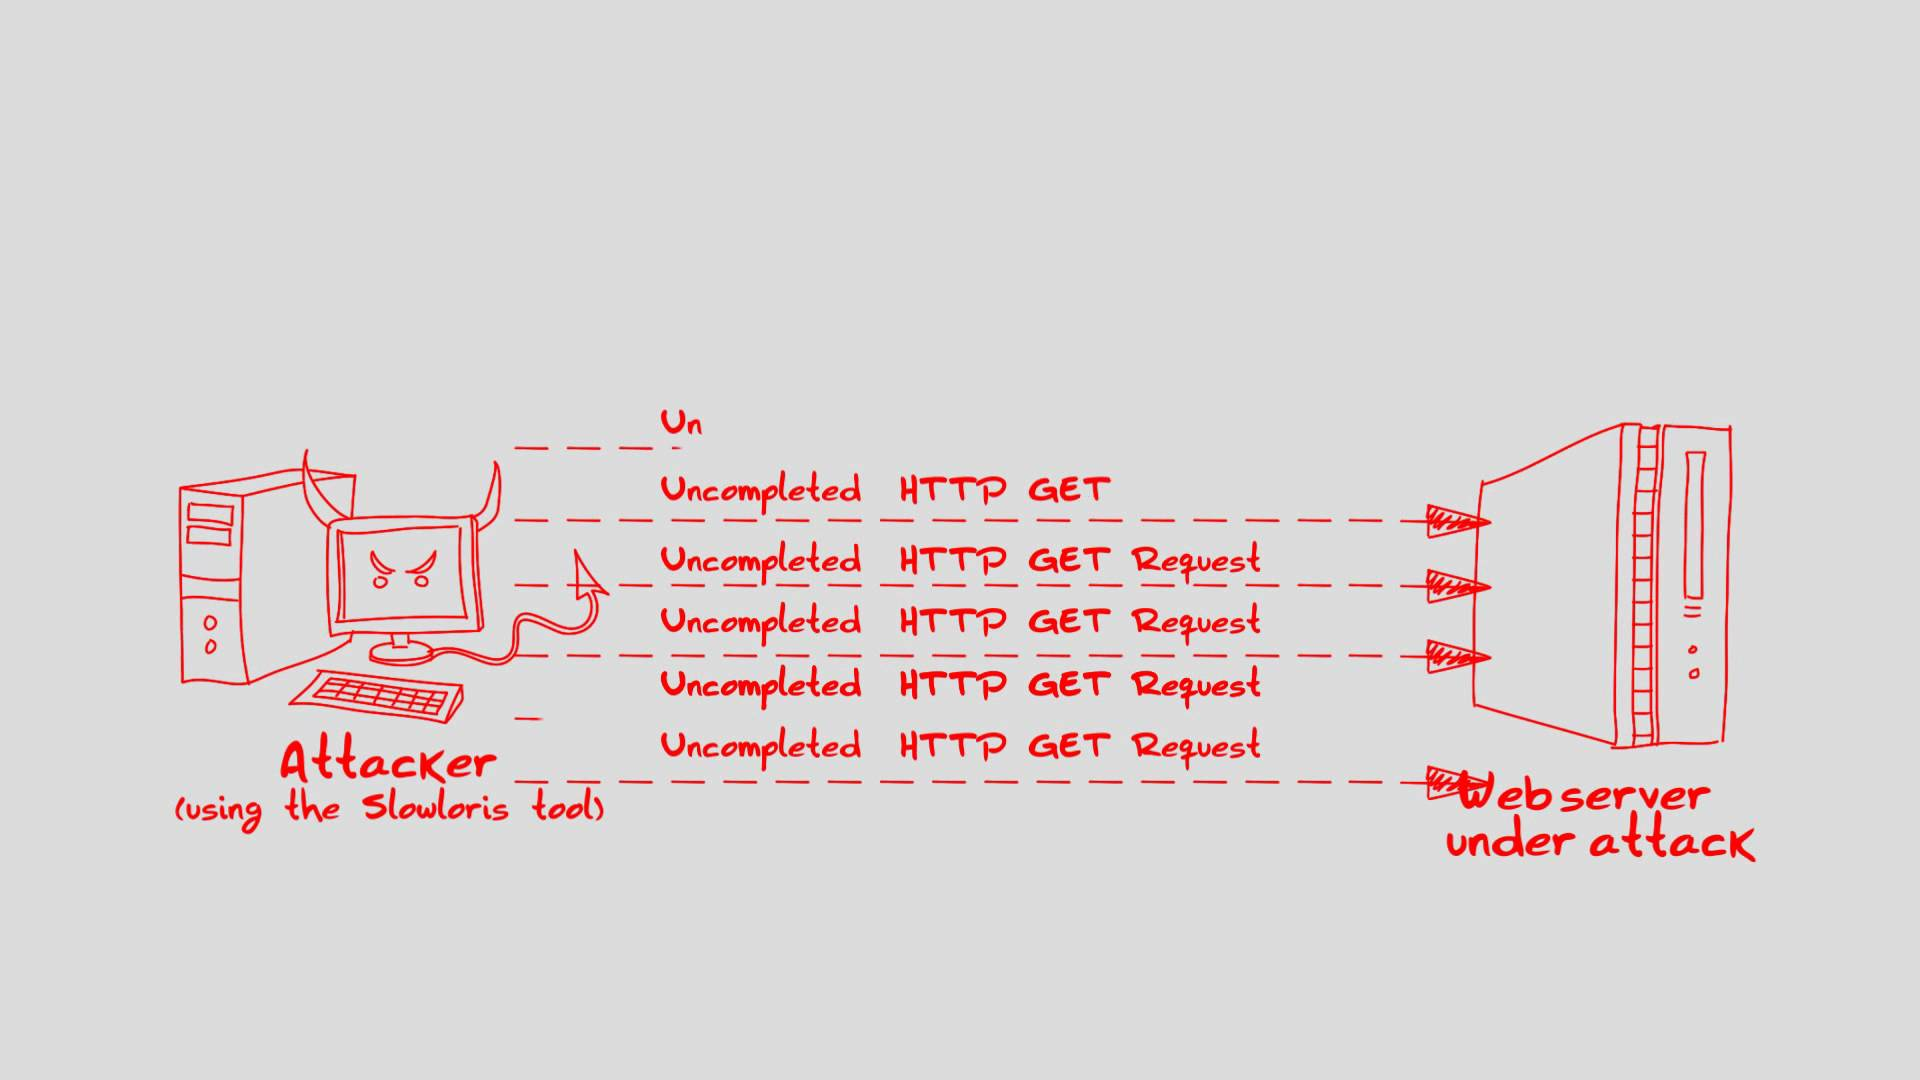 Un
Uncompleted HTTP GET
Uncompleted HTTP GET Request
Uncompleted HTTP GET Request
Uncompleted HTTP GET Request
Uncompleted HTTP GET Request
Attacker
(using the Slowloris tool)
Webserver
under attack